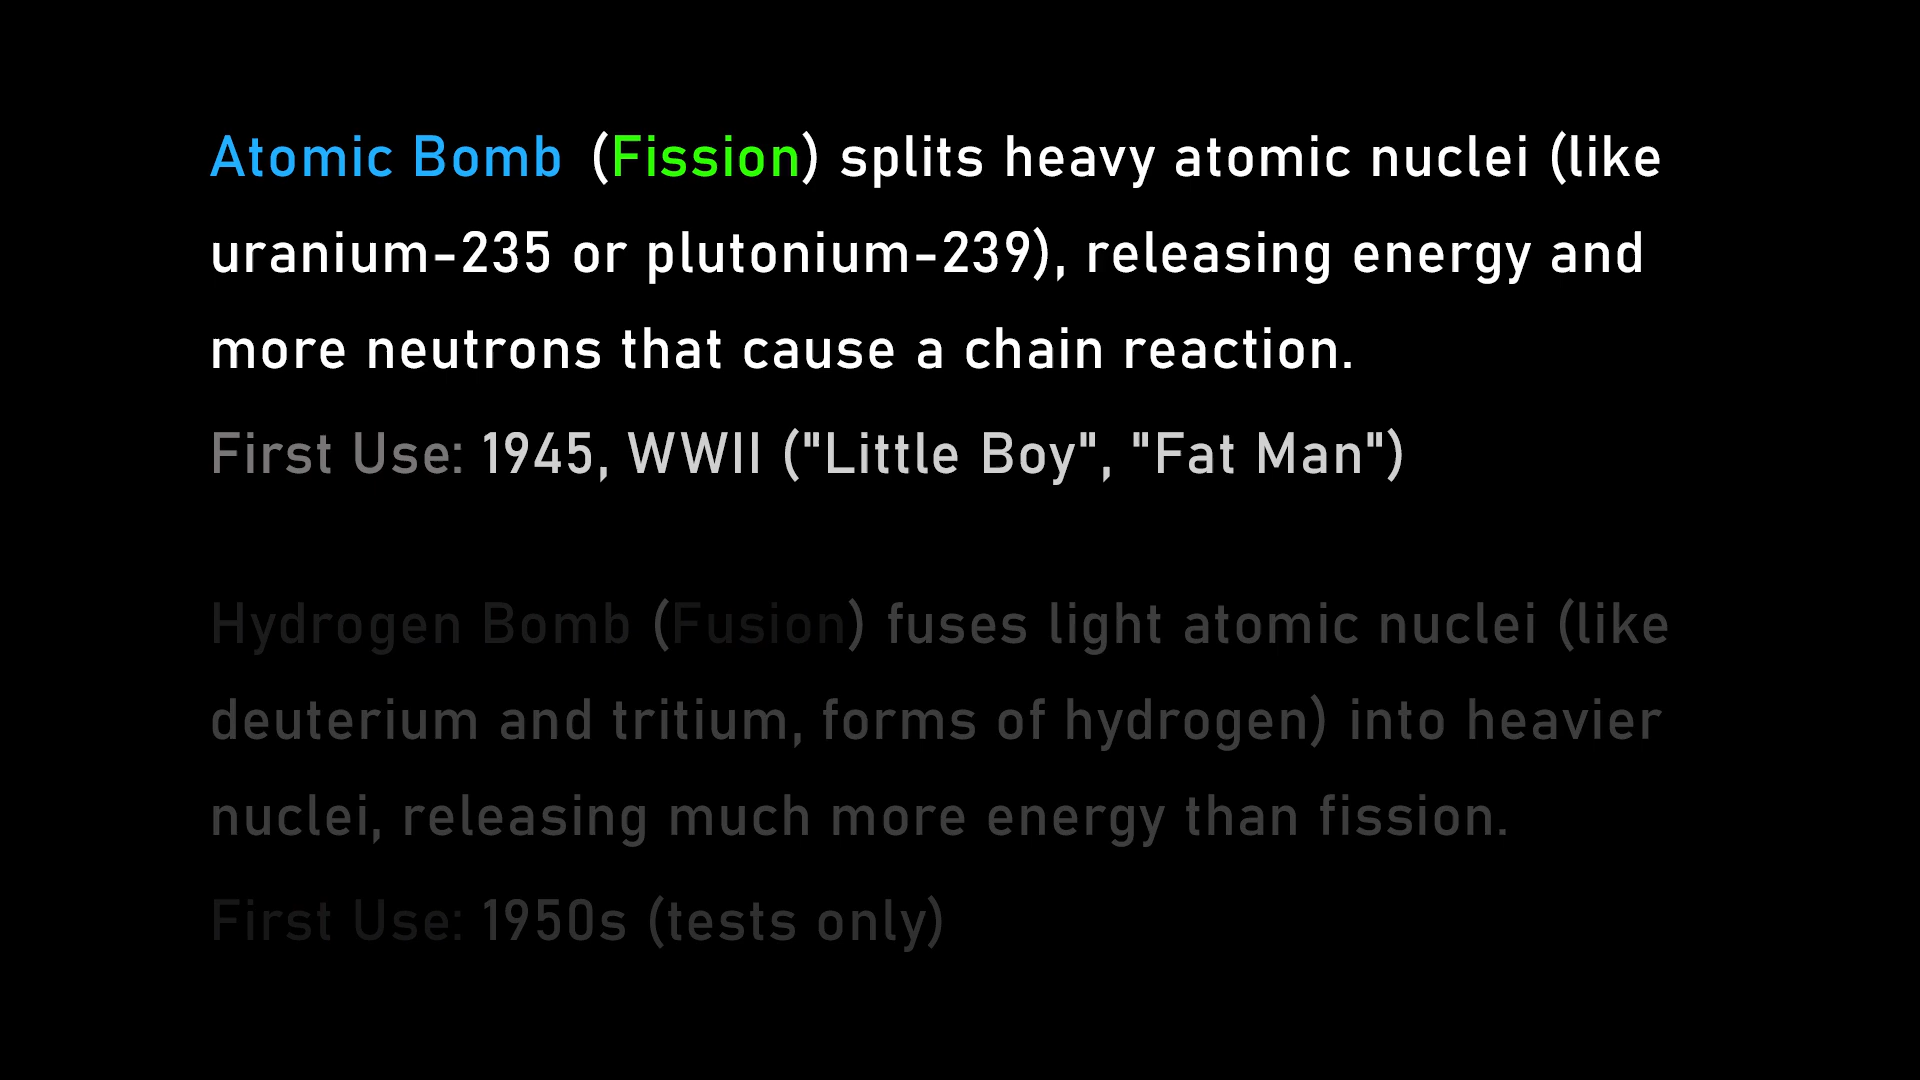 Atomic Bomb (Fission) splits heavy atomic nuclei (like
uranium-235 or plutonium-239), releasing energy and
more neutrons that cause a chain reaction.
First Use: 1945, WWII ("Little Boy", "Fat Man")
Hydrogen Bomb (Fusion) fuses light atomic nuclei (like
deuterium and tritium, forms of hydrogen) into heavier
nuclei, releasing much more energy than fission.
First Use: 1950s (tests only)